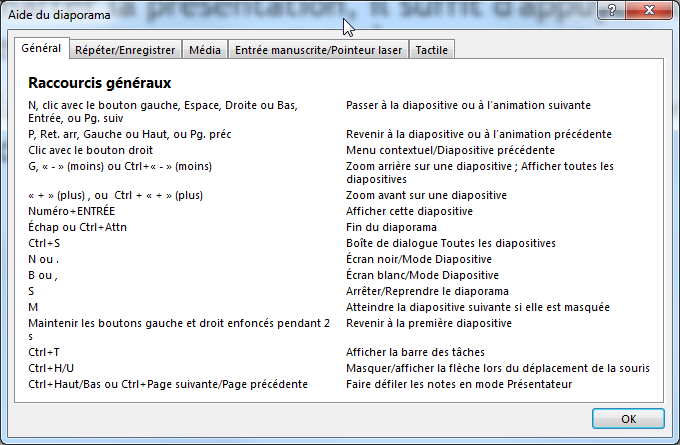 rter la présentation, il suffit d'appuy
Aide du diaporama
Général
Répéter/Enregistrer
Média
Entrée manuscrite/Pointeur laser
Tactile
Raccourcis généraux
N, clic avec le bouton gauche, Espace, Droite ou Bas, Passer à la diapositive ou à l'animation suivante
Entrée, ou Pg. suiv
P, Ret. arr, Gauche ou Haut, ou Pg. préc Revenir à la diapositive ou à l'animation précédente
Clic avec le bouton droit Menu contextuel/Diapositive précédente
G, « - » (moins) ou Ctrl+« - » (moins) Zoom arrière sur une diapositive ; Afficher toutes les
diapositives
« + » (plus) , ou Ctrl + « + » (plus) Zoom avant sur une diapositive
Numéro+ENTRÉE Afficher cette diapositive
Échap ou Ctrl+Attn Fin du diaporama
Ctrl+S Boîte de dialogue Toutes les diapositives
N ou . Écran noir/Mode Diapositive
B ou , Écran blanc/Mode Diapositive
S Arrêter/Reprendre le diaporama
M Atteindre la diapositive suivante si elle est masquée
Maintenir les boutons gauche et droit enfoncés pendant 2 Revenir à la première diapositive
s
Ctrl+T Afficher la barre des tâches
Ctrl+H/U Masquer/afficher la flèche lors du déplacement de la souris
Ctrl+Haut/Bas ou Ctrl+Page suivante/Page précédente Faire défiler les notes en mode Présentateur
OK